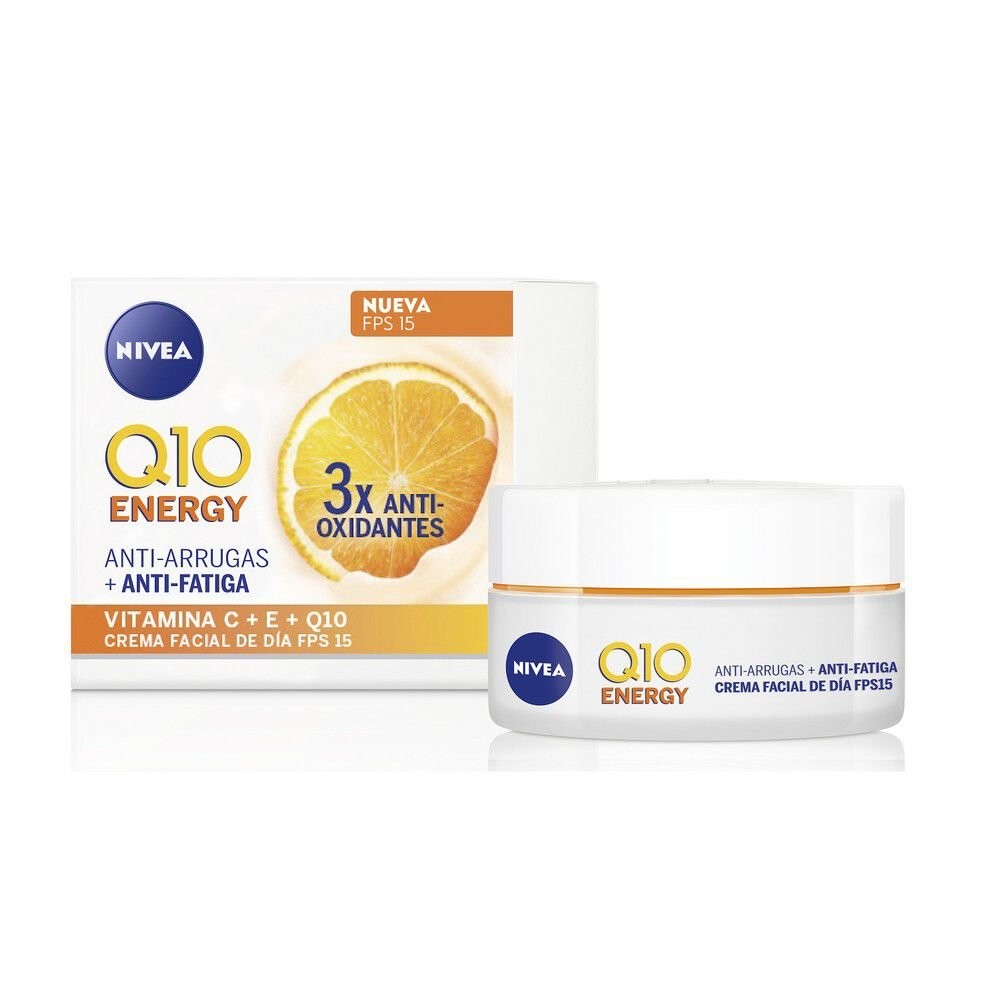 NUEVA
FPS 15
NIVEA
Q10
ENERGY
3x ANTI-
OXIDANTES
ANTI-ARRUGAS
+ ANTI-FATIGA
VITAMINA C + E + Q10
CREMA FACIAL DE DÍA FPS 15
NIVEA
Q10
ENERGY
ANTI-ARRUGAS + ANTI-FATIGA
CREMA FACIAL DE DÍA FPS15